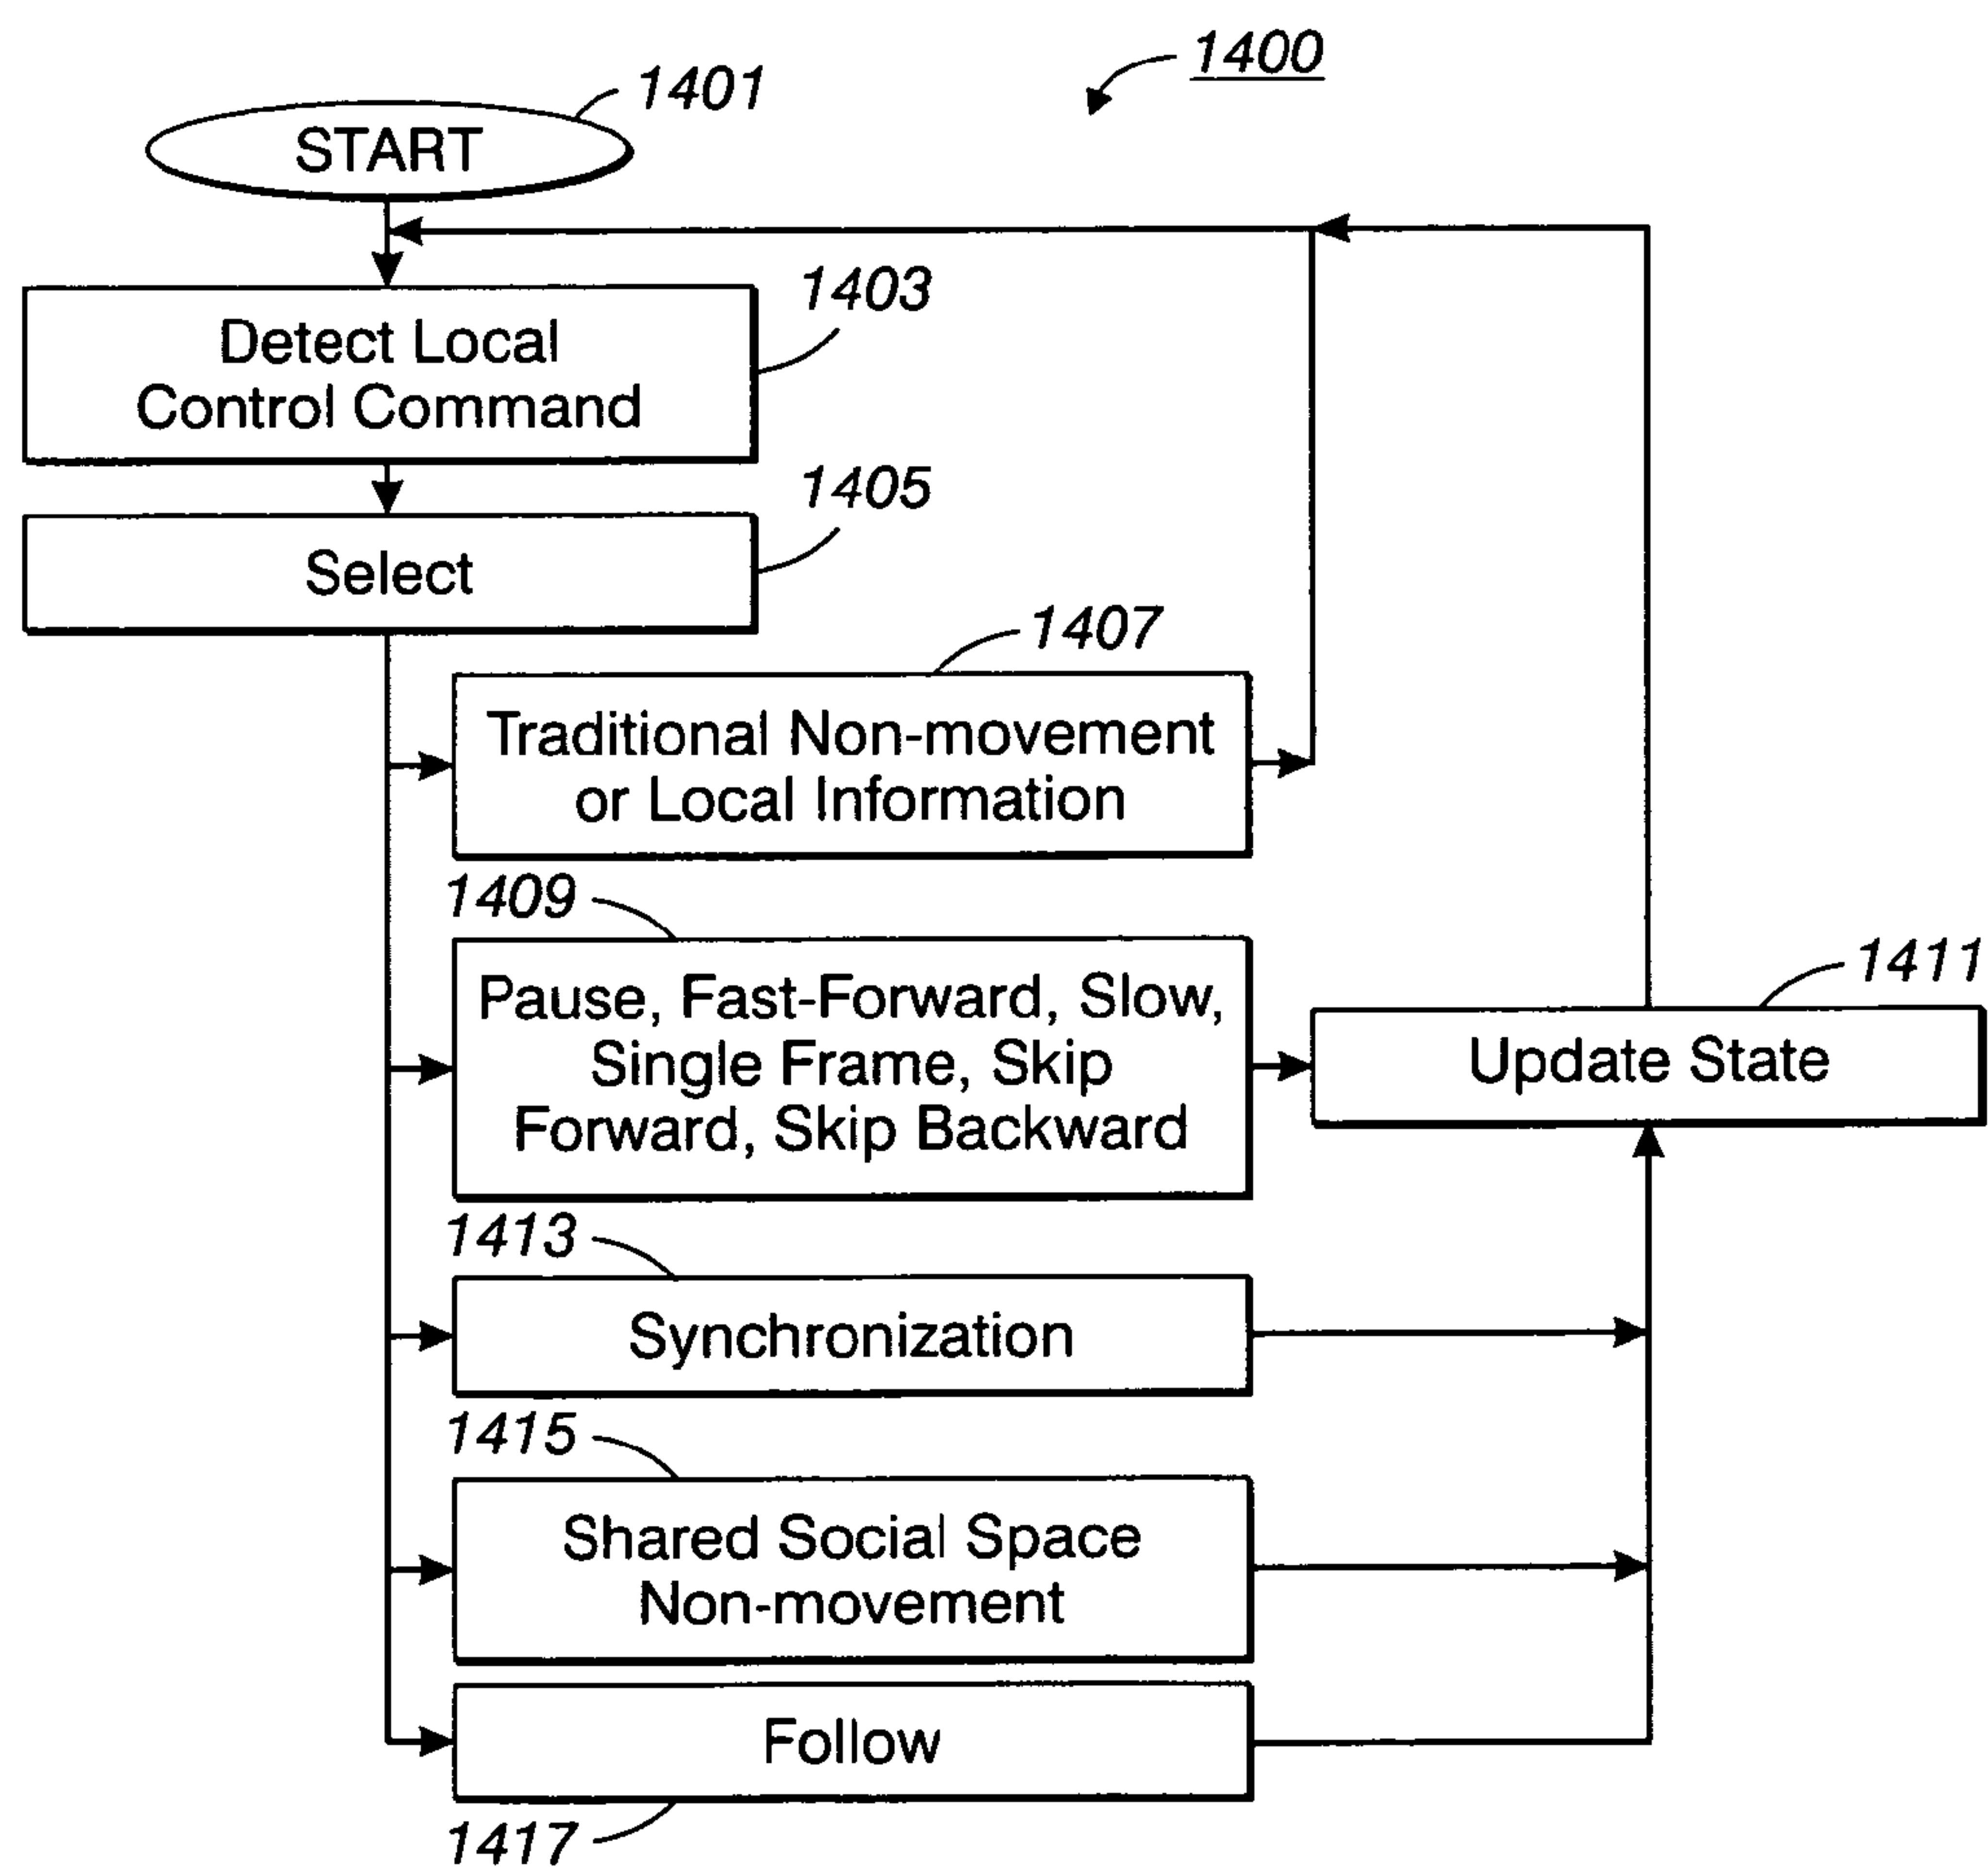 1400
1401
START
1403
Detect Local
Control Command
1405
Select
1407
Traditional Non-movement
or Local Information
1409
Pause, Fast-Forward, Slow,
Single Frame, Skip
Forward, Skip Backward
1411
Update State
1413
Synchronization
1415
Shared Social Space
Non-movement
Follow
1417